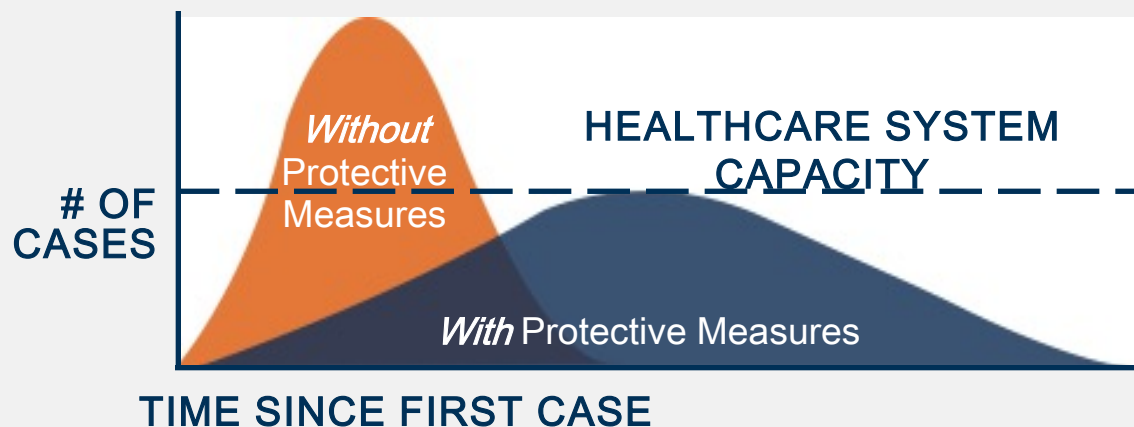 Without
Protective
Measures
HEALTHCARE SYSTEM
CAPACITY
# OF
CASES
With Protective Measures
TIME SINCE FIRST CASE